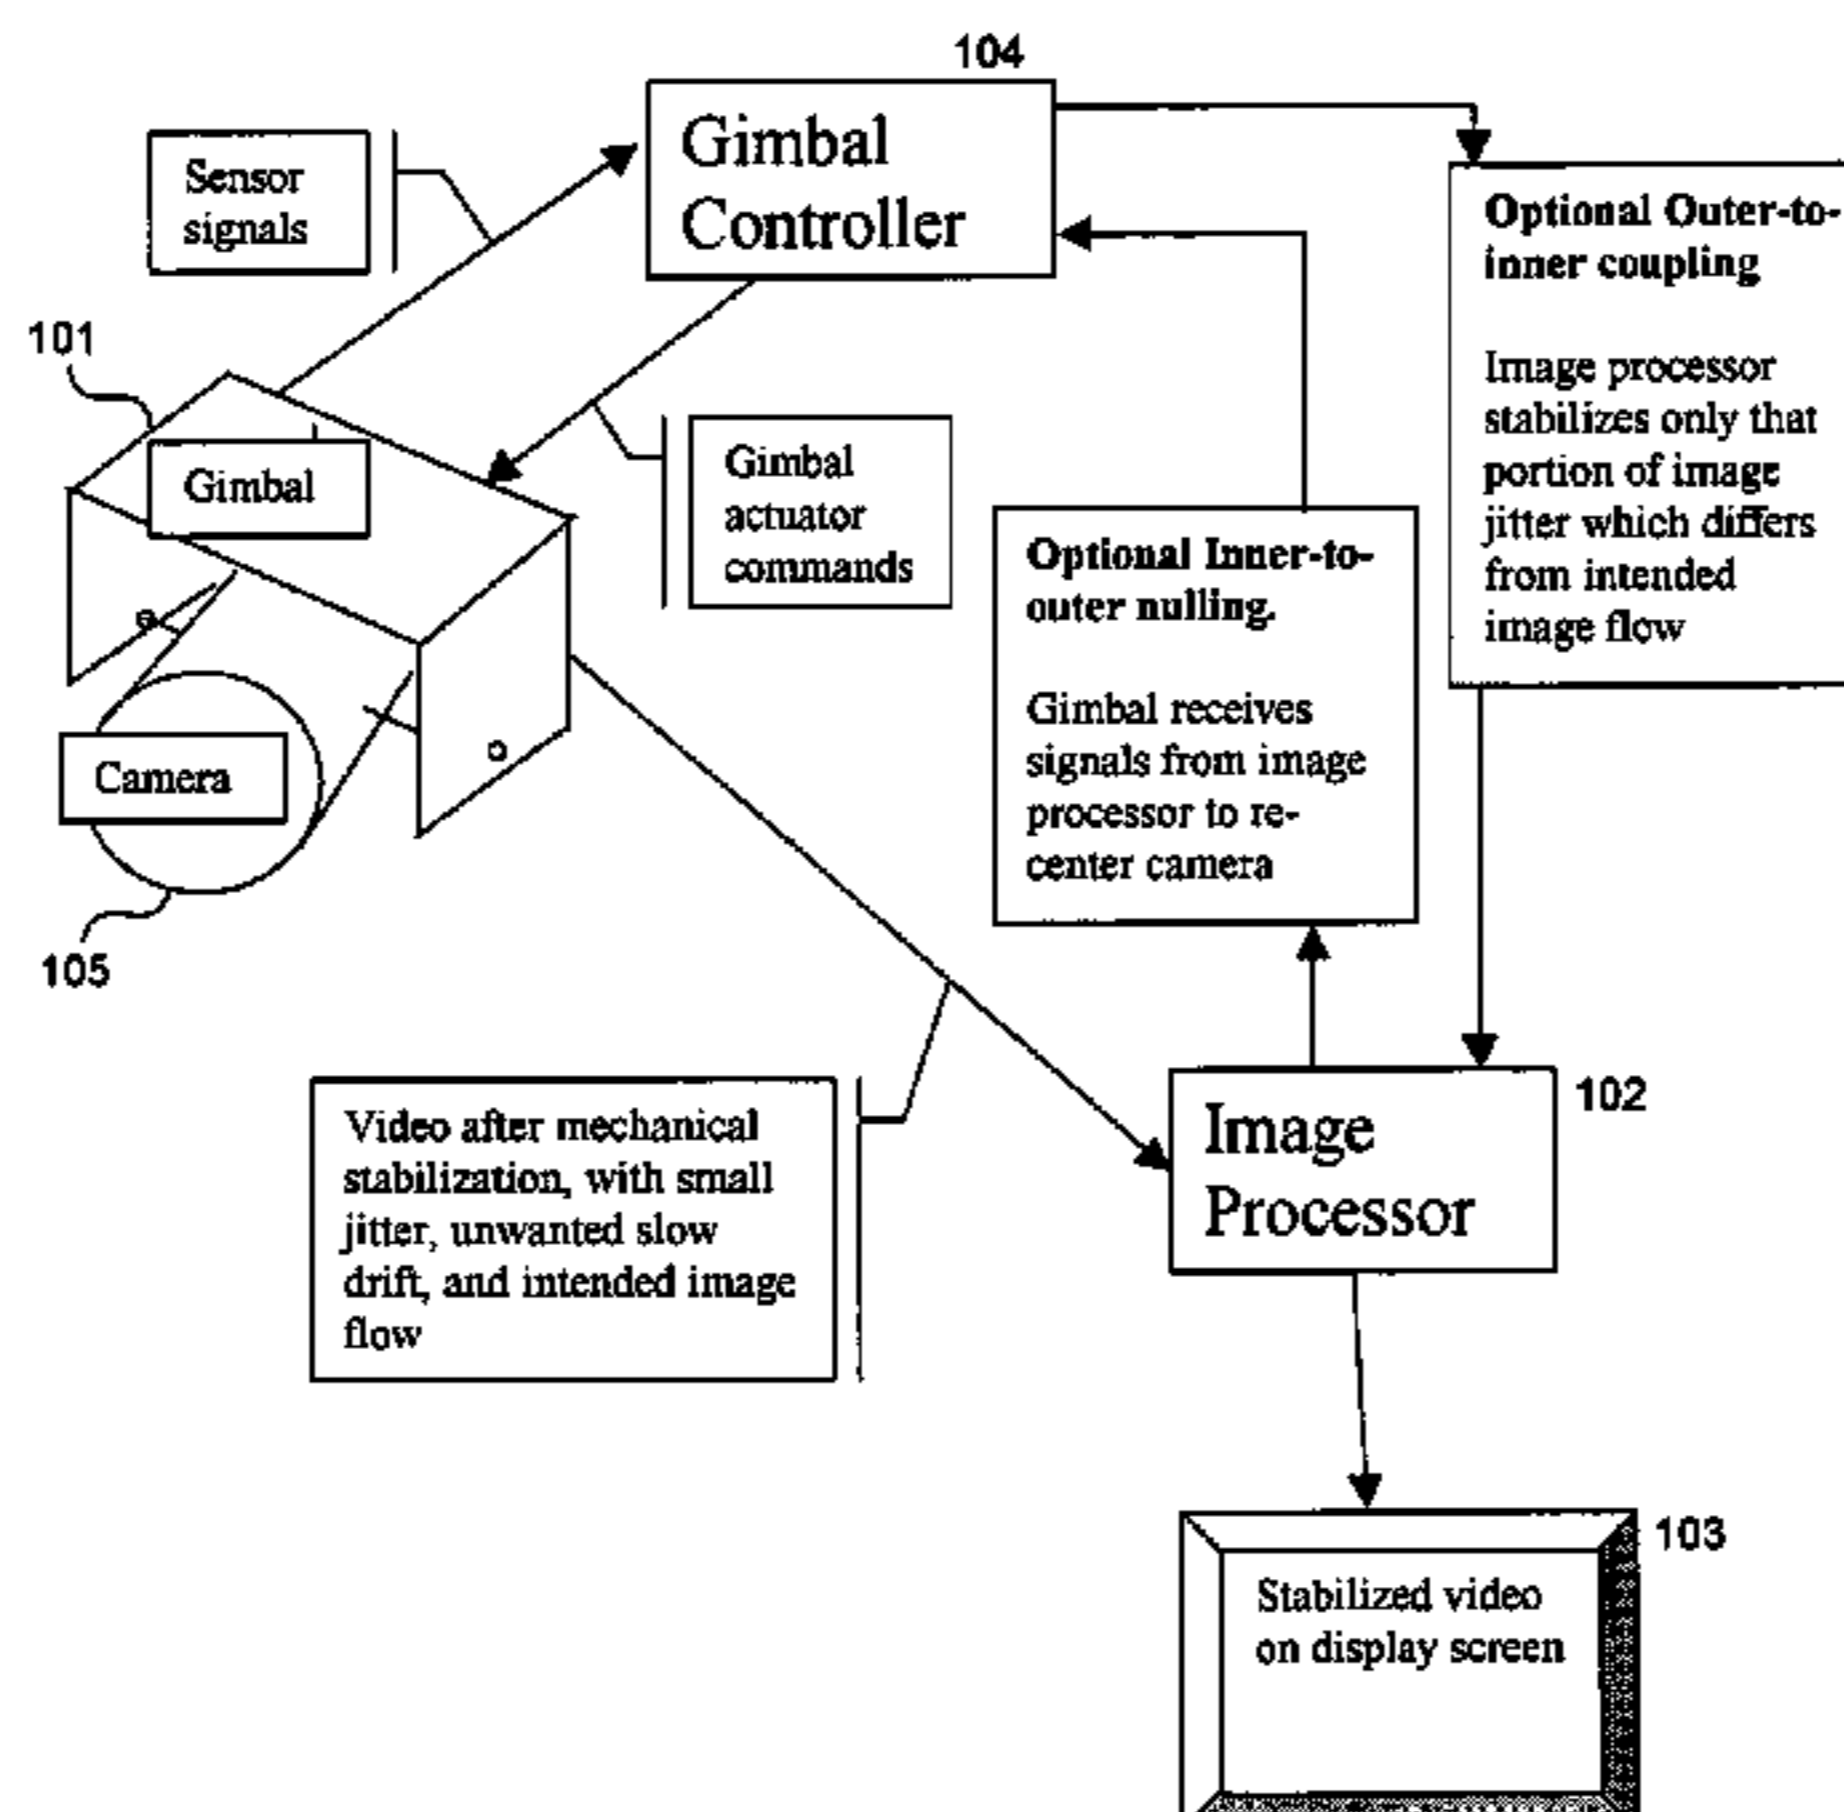 104
Gimbal
Controller
Sensor
signals
Optional Outer-to-
inner coupling
Image processor
stabilizes only that
portion of image
jitter which differs
from intended
image flow
101
Gimbal
Gimbal
actuator
commands
Optional Inner-to-
outer nulling.
Gimbal receives
signals from image
processor to re-
center camera
Camera
105
Video after mechanical
stabilization, with small
jitter, unwanted slow
drift, and intended image
flow
Image
Processor
102
103
Stabilized video
on display screen